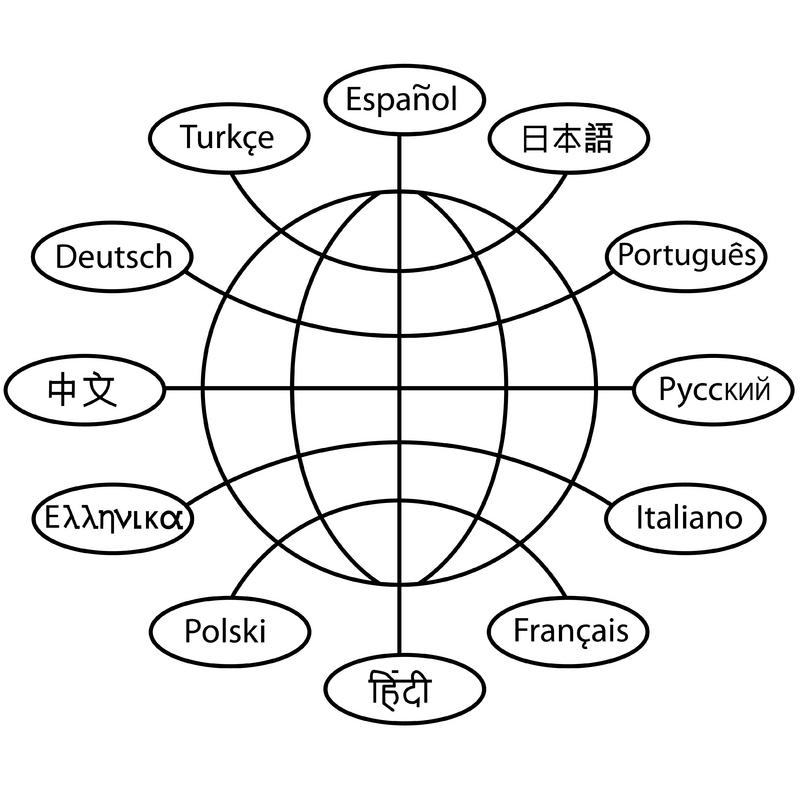 Español
Turkçe
日本語
Deutsch
Português
中文
Русский
Ελληνικα
Italiano
Polski
Français
हिंदी